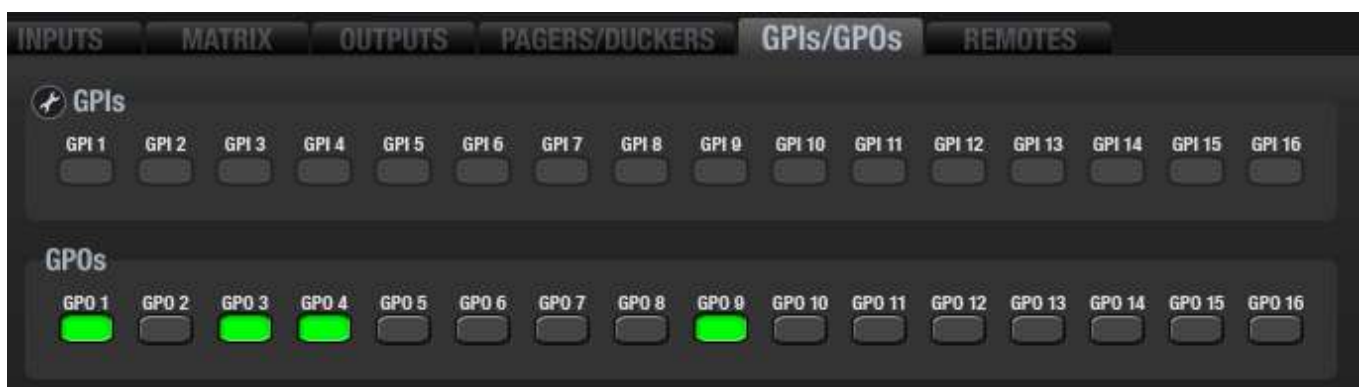 INPUTS MATRIX OUTPUTS PAGERS/DUCKERS GPIs/GPOs REMOTES
GPIs
GPI 1 GPI 2 GPI 3 GPI 4 GPI 5 GPI 6 GPI 7 GPI 8 GPI 9 GPI 10 GPI 11 GPI 12 GPI 13 GPI 14 GPI 15 GPI 16
GPOs
GPO 1 GPO 2 GPO 3 GPO 4 GPO 5 GPO 6 GPO 7 GPO 8 GPO 9 GPO 10 GPO 11 GPO 12 GPO 13 GPO 14 GPO 15 GPO 16